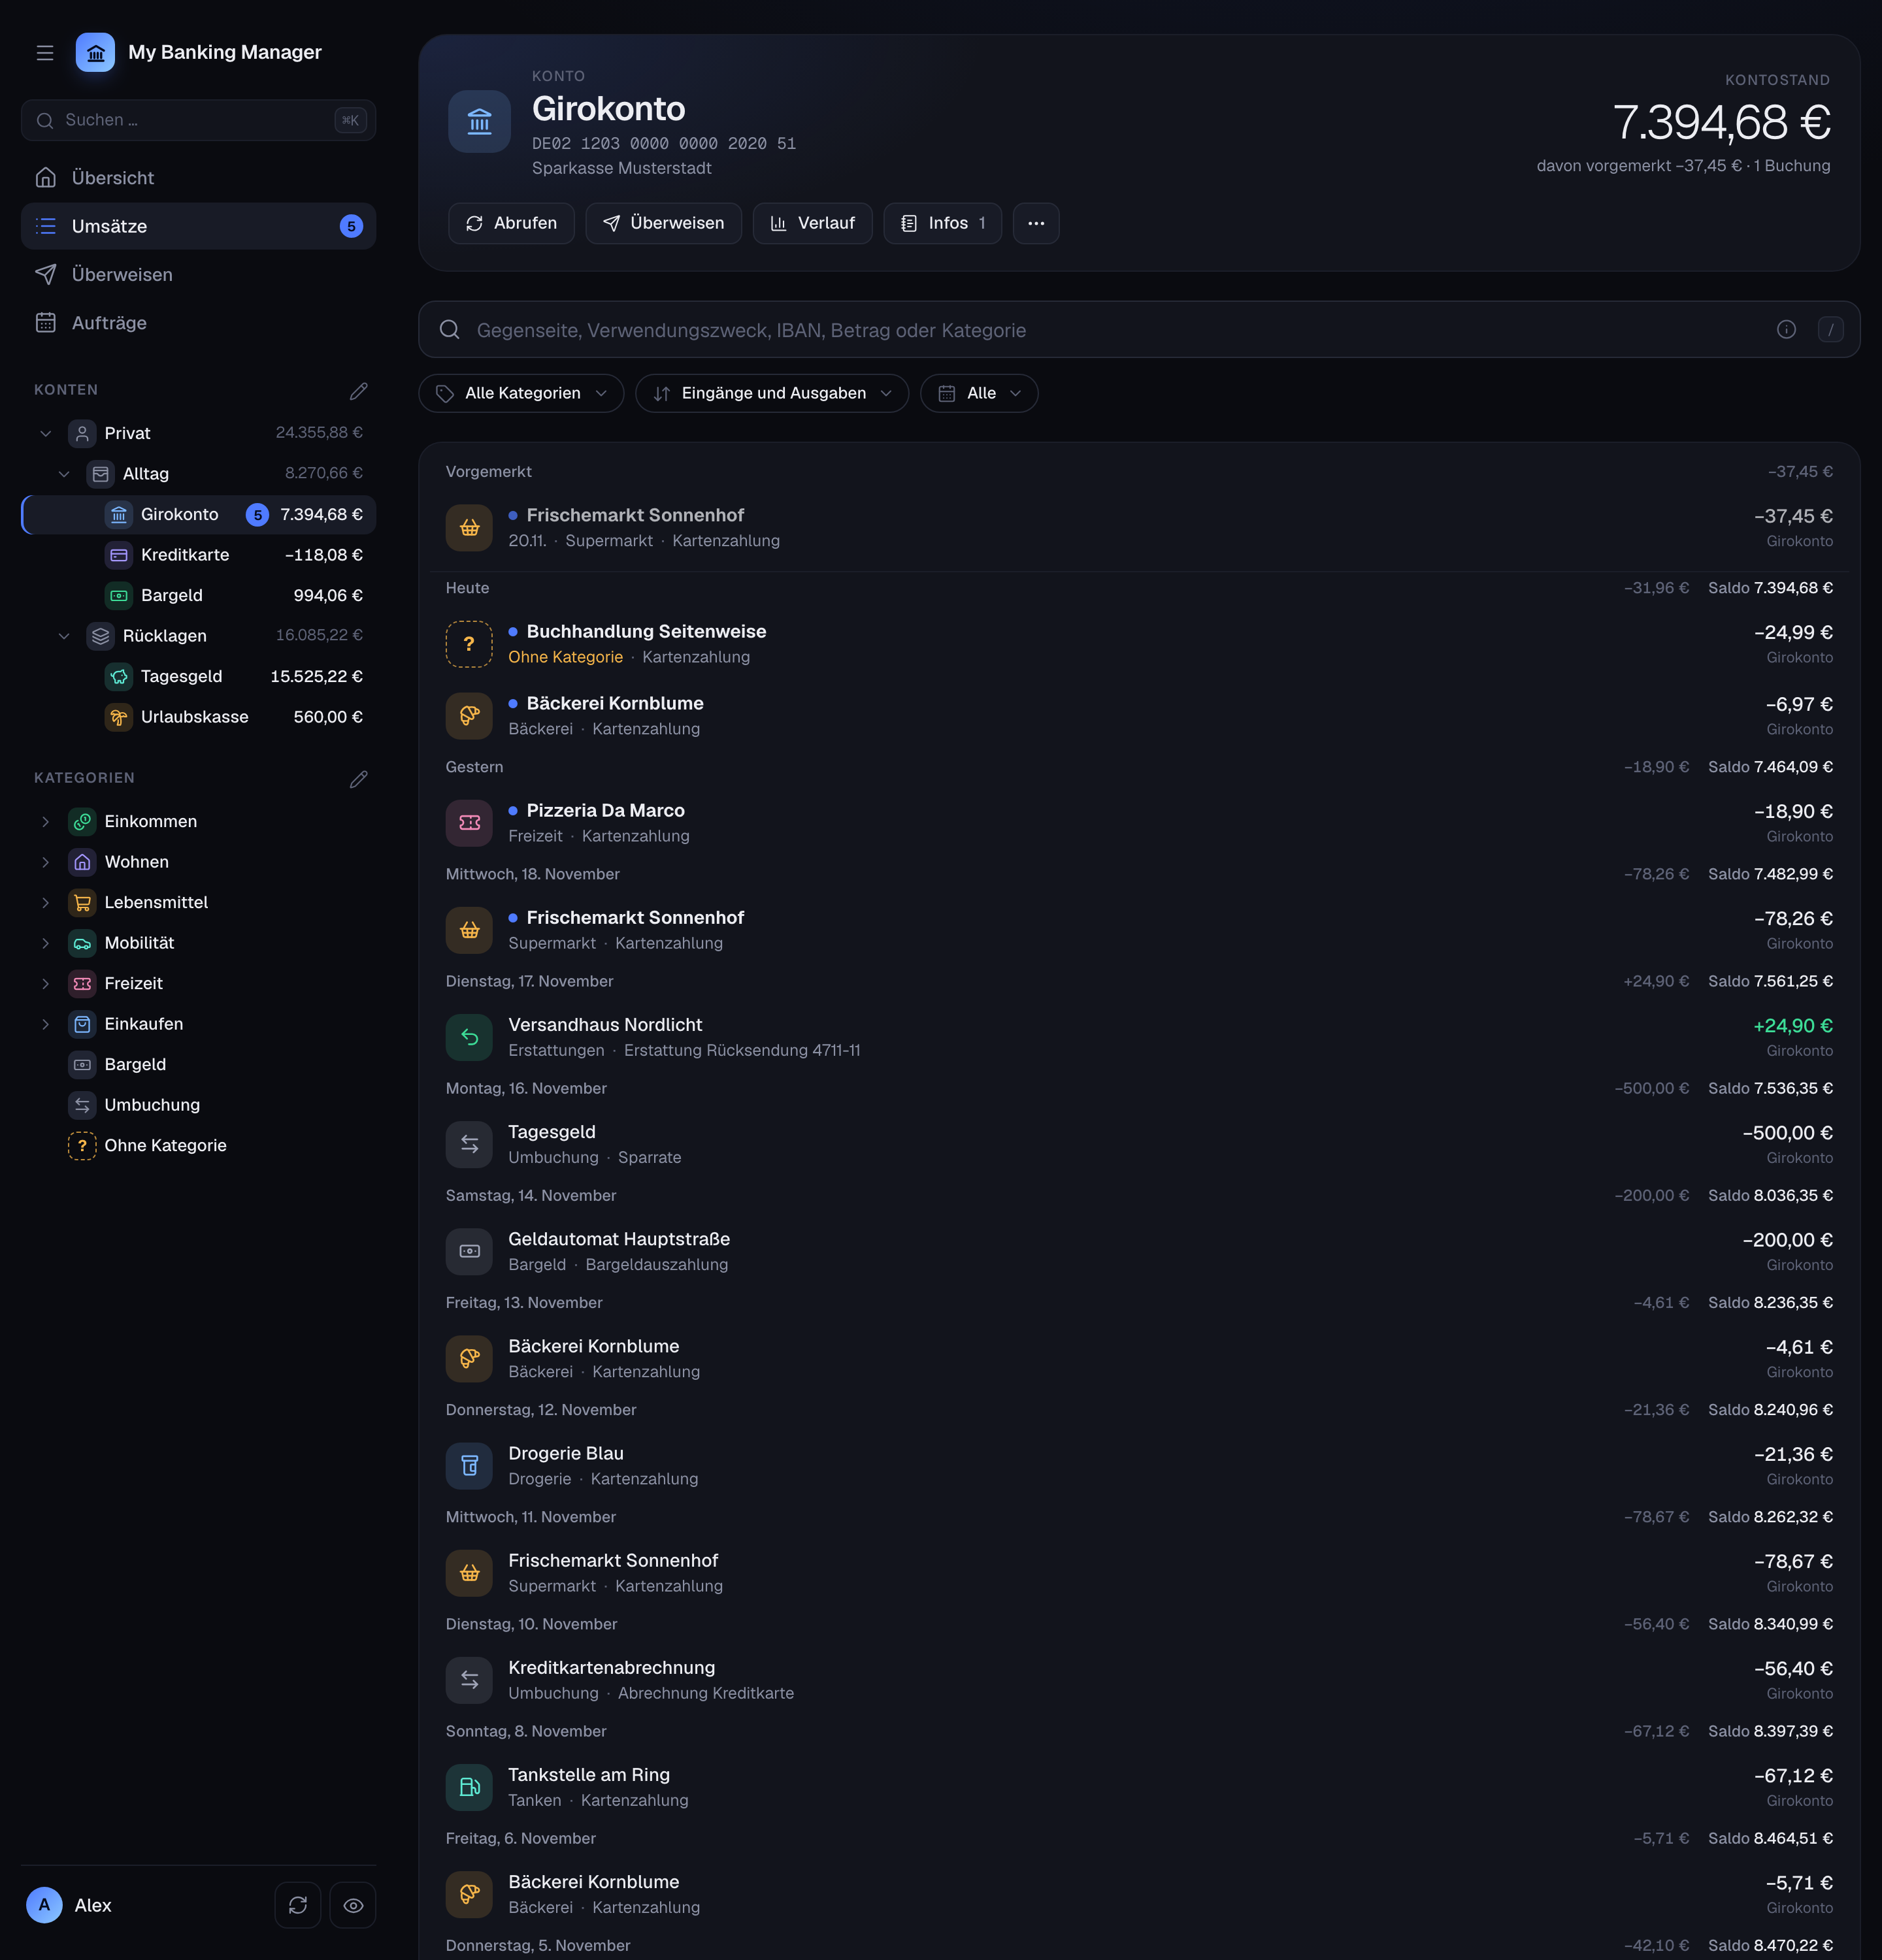 My Banking Manager
Suchen …
⌘K
Übersicht
Umsätze 5
Überweisen
Aufträge
KONTEN
Privat 24.355,88 €
Alltag 8.270,66 €
Girokonto 5 7.394,68 €
Kreditkarte −118,08 €
Bargeld 994,06 €
Rücklagen 16.085,22 €
Tagesgeld 15.525,22 €
Urlaubskasse 560,00 €
KATEGORIEN
Einkommen
Wohnen
Lebensmittel
Mobilität
Freizeit
Einkaufen
Bargeld
Umbuchung
? Ohne Kategorie
A Alex
KONTO
Girokonto
DE02 1203 0000 0000 2020 51
Sparkasse Musterstadt
KONTOSTAND
7.394,68 €
davon vorgemerkt −37,45 € · 1 Buchung
Abrufen Überweisen Verlauf Infos 1 ···
Gegenseite, Verwendungszweck, IBAN, Betrag oder Kategorie /
Alle Kategorien Eingänge und Ausgaben Alle
Vorgemerkt −37,45 €
Frischemarkt Sonnenhof −37,45 €
20.11. · Supermarkt · Kartenzahlung Girokonto
Heute −31,96 € Saldo 7.394,68 €
? Buchhandlung Seitenweise −24,99 €
Ohne Kategorie · Kartenzahlung Girokonto
Bäckerei Kornblume −6,97 €
Bäckerei · Kartenzahlung Girokonto
Gestern −18,90 € Saldo 7.464,09 €
Pizzeria Da Marco −18,90 €
Freizeit · Kartenzahlung Girokonto
Mittwoch, 18. November −78,26 € Saldo 7.482,99 €
Frischemarkt Sonnenhof −78,26 €
Supermarkt · Kartenzahlung Girokonto
Dienstag, 17. November +24,90 € Saldo 7.561,25 €
Versandhaus Nordlicht +24,90 €
Erstattungen · Erstattung Rücksendung 4711-11 Girokonto
Montag, 16. November −500,00 € Saldo 7.536,35 €
Tagesgeld −500,00 €
Umbuchung · Sparrate Girokonto
Samstag, 14. November −200,00 € Saldo 8.036,35 €
Geldautomat Hauptstraße −200,00 €
Bargeld · Bargeldauszahlung Girokonto
Freitag, 13. November −4,61 € Saldo 8.236,35 €
Bäckerei Kornblume −4,61 €
Bäckerei · Kartenzahlung Girokonto
Donnerstag, 12. November −21,36 € Saldo 8.240,96 €
Drogerie Blau −21,36 €
Drogerie · Kartenzahlung Girokonto
Mittwoch, 11. November −78,67 € Saldo 8.262,32 €
Frischemarkt Sonnenhof −78,67 €
Supermarkt · Kartenzahlung Girokonto
Dienstag, 10. November −56,40 € Saldo 8.340,99 €
Kreditkartenabrechnung −56,40 €
Umbuchung · Abrechnung Kreditkarte Girokonto
Sonntag, 8. November −67,12 € Saldo 8.397,39 €
Tankstelle am Ring −67,12 €
Tanken · Kartenzahlung Girokonto
Freitag, 6. November −5,71 € Saldo 8.464,51 €
Bäckerei Kornblume −5,71 €
Bäckerei · Kartenzahlung Girokonto
Donnerstag, 5. November −42,10 € Saldo 8.470,22 €